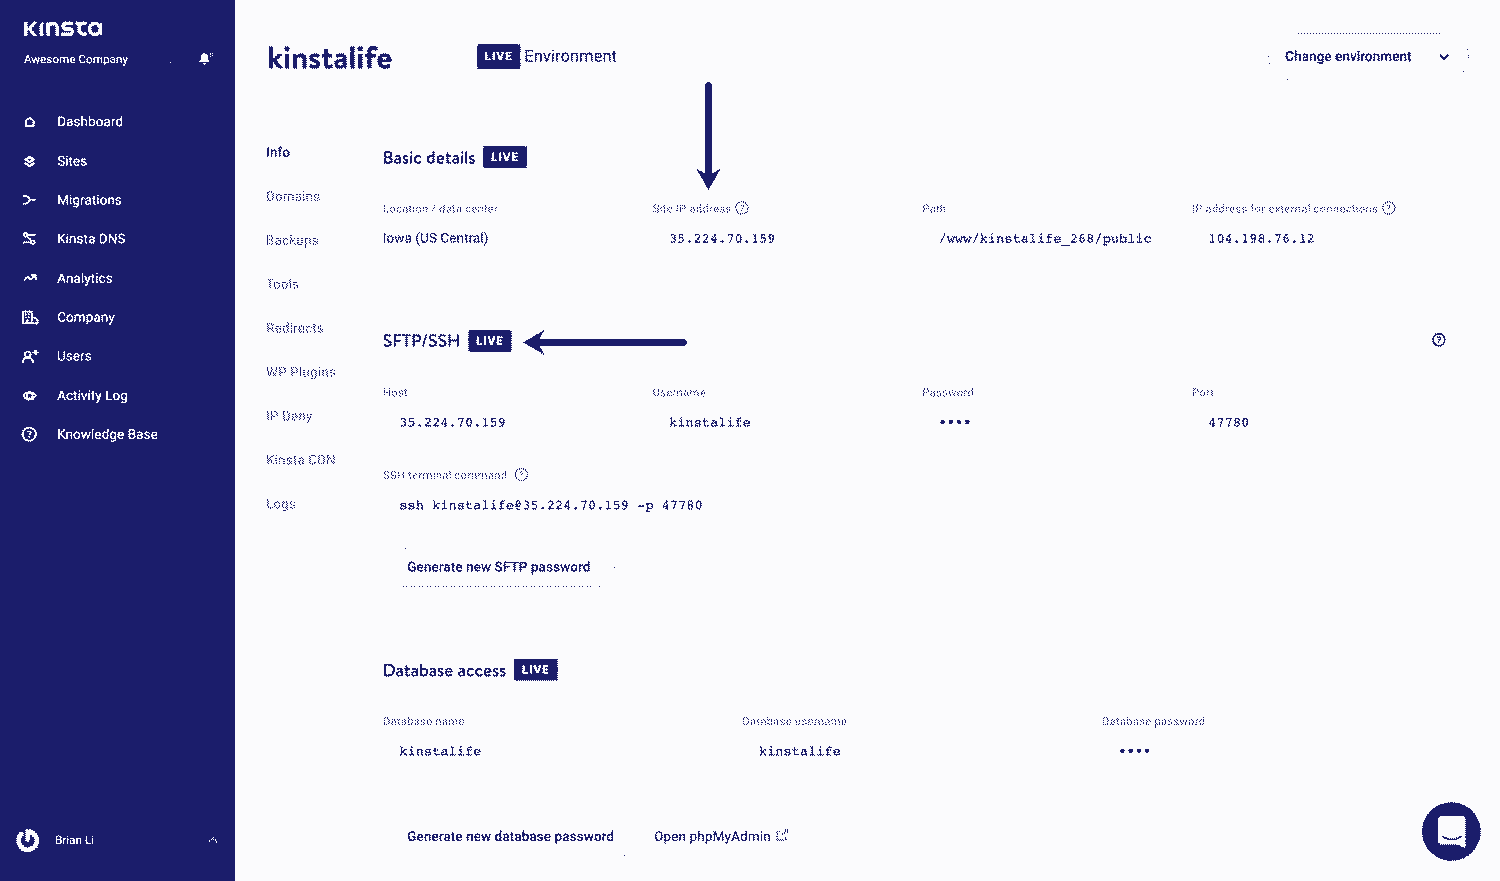 KINSTA
Awesome Company
Dashboard
Sites
Migrations
Kinsta DNS
Analytics
Company
Users
Activity Log
Knowledge Base
Brian Li
kinstalife LIVE Environment
Change environment
Info
Domains
Backups
Tools
Redirects
WP Plugins
IP Deny
Kinsta CDN
Logs
Basic details LIVE
Location / data center Site IP address ? Path IP address for external connections ?
Iowa (US Central) 35.224.70.159 /www/kinstalife_268/public 104.198.76.12
SFTP/SSH LIVE ?
Host Username Password Port
35.224.70.159 kinstalife •••• 47780
SSH terminal command ?
ssh kinstalife@35.224.70.159 -p 47780
Generate new SFTP password
Database access LIVE
Database name Database username Database password
kinstalife kinstalife ••••
Generate new database password Open phpMyAdmin